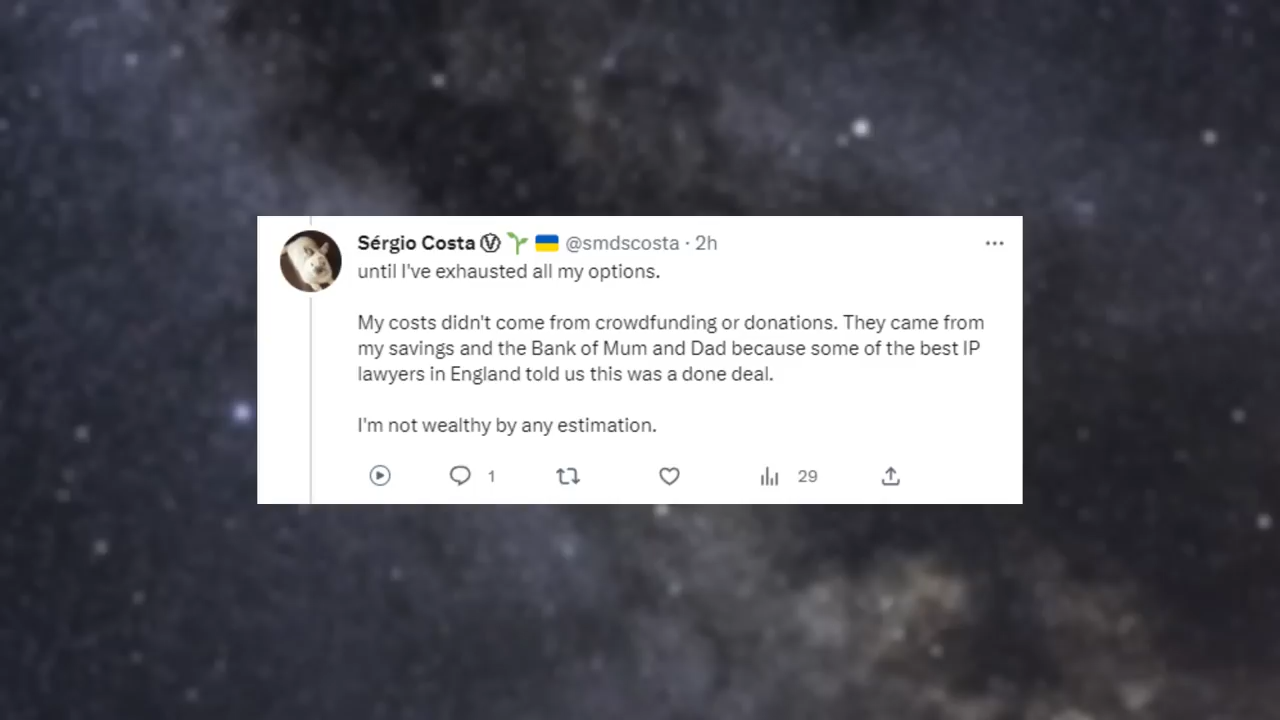 Sérgio Costa Ⓥ 🌱 🇺🇦 @smdscosta · 2h
until I've exhausted all my options.
My costs didn't come from crowdfunding or donations. They came from
my savings and the Bank of Mum and Dad because some of the best IP
lawyers in England told us this was a done deal.
I'm not wealthy by any estimation.
1 29